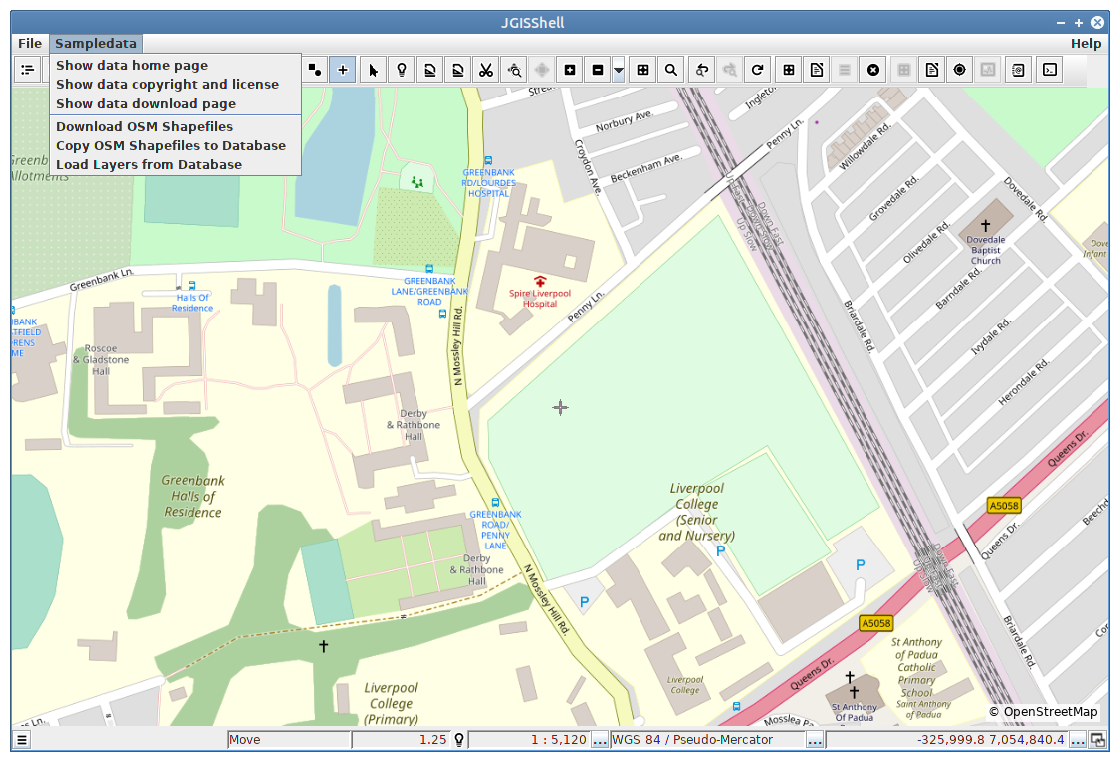 JGISShell
File Sampledata Help
Show data home page
Show data copyright and license
Show data download page
Download OSM Shapefiles
Copy OSM Shapefiles to Database
Load Layers from Database
Norbury Ave.
Croydon Ave.
Beckenham Ave.
Penny Ln.
Willowdale Rd.
Allotments
GREENBANK
RD/LOURDES
HOSPITAL
Grovedale Rd.
Dovedale Rd.
Olivedale Rd.
Dovedale
Baptist
Church
Infant
Down East
Up Slow
Greenbank Ln.
Halls Of
Residence
GREENBANK
LANE/GREENBANK
ROAD
Spire Liverpool
Hospital
Penny Ln.
Barndale Rd.
Briardale Rd.
Ivydale Rd.
Herondale Rd.
N Mossley Hill Rd.
Roscoe
& Gladstone
Hall
Derby
& Rathbone
Hall
Greenbank
Halls of
Residence
Queens Dr.
A5058
Queens Dr.
GREENBANK
ROAD/
PENNY
LANE
Liverpool
College
(Senior
and Nursery)
P
P
P
Derby
& Rathbone
Hall
N Mossley Hill Rd.
A5058
Briardale Rd.
Queens Dr.
St Anthony
of Padua
Catholic
Primary
School
Saint Anthony
of Padua
Liverpool
College
Liverpool
College
(Primary)
St Anthony
Of Padua
© OpenStreetMap
Move 1.25 1 : 5,120 ... WGS 84 / Pseudo-Mercator ... -325,999.8 7,054,840.4 ...